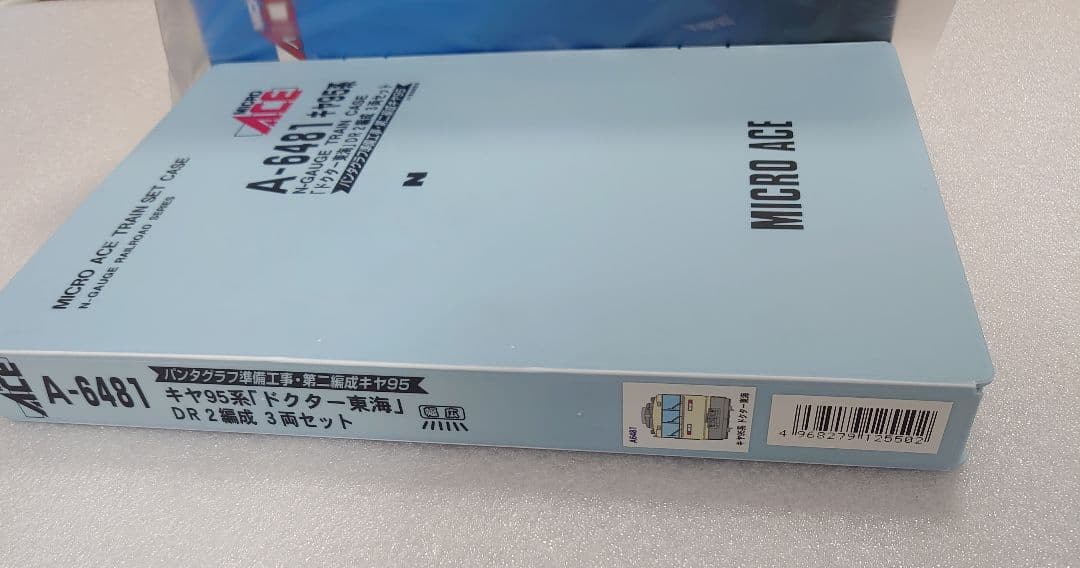 MICRO
ACE
A-6481 キヤ95系
N-GAUGE TRAIN CASE
「ドクター東海」DR2編成 3両セット
パンタグラフ準備工事・第二編成キヤ95
N
MICRO ACE TRAIN SET CASE
N-GAUGE RAILROAD SERIES
MICRO ACE
ACE
A-6481
パンタグラフ準備工事・第二編成キヤ95
キヤ95系「ドクター東海」
DR2編成 3両セット
A6481
キヤ95系 ドクター東海
4 968279 125502